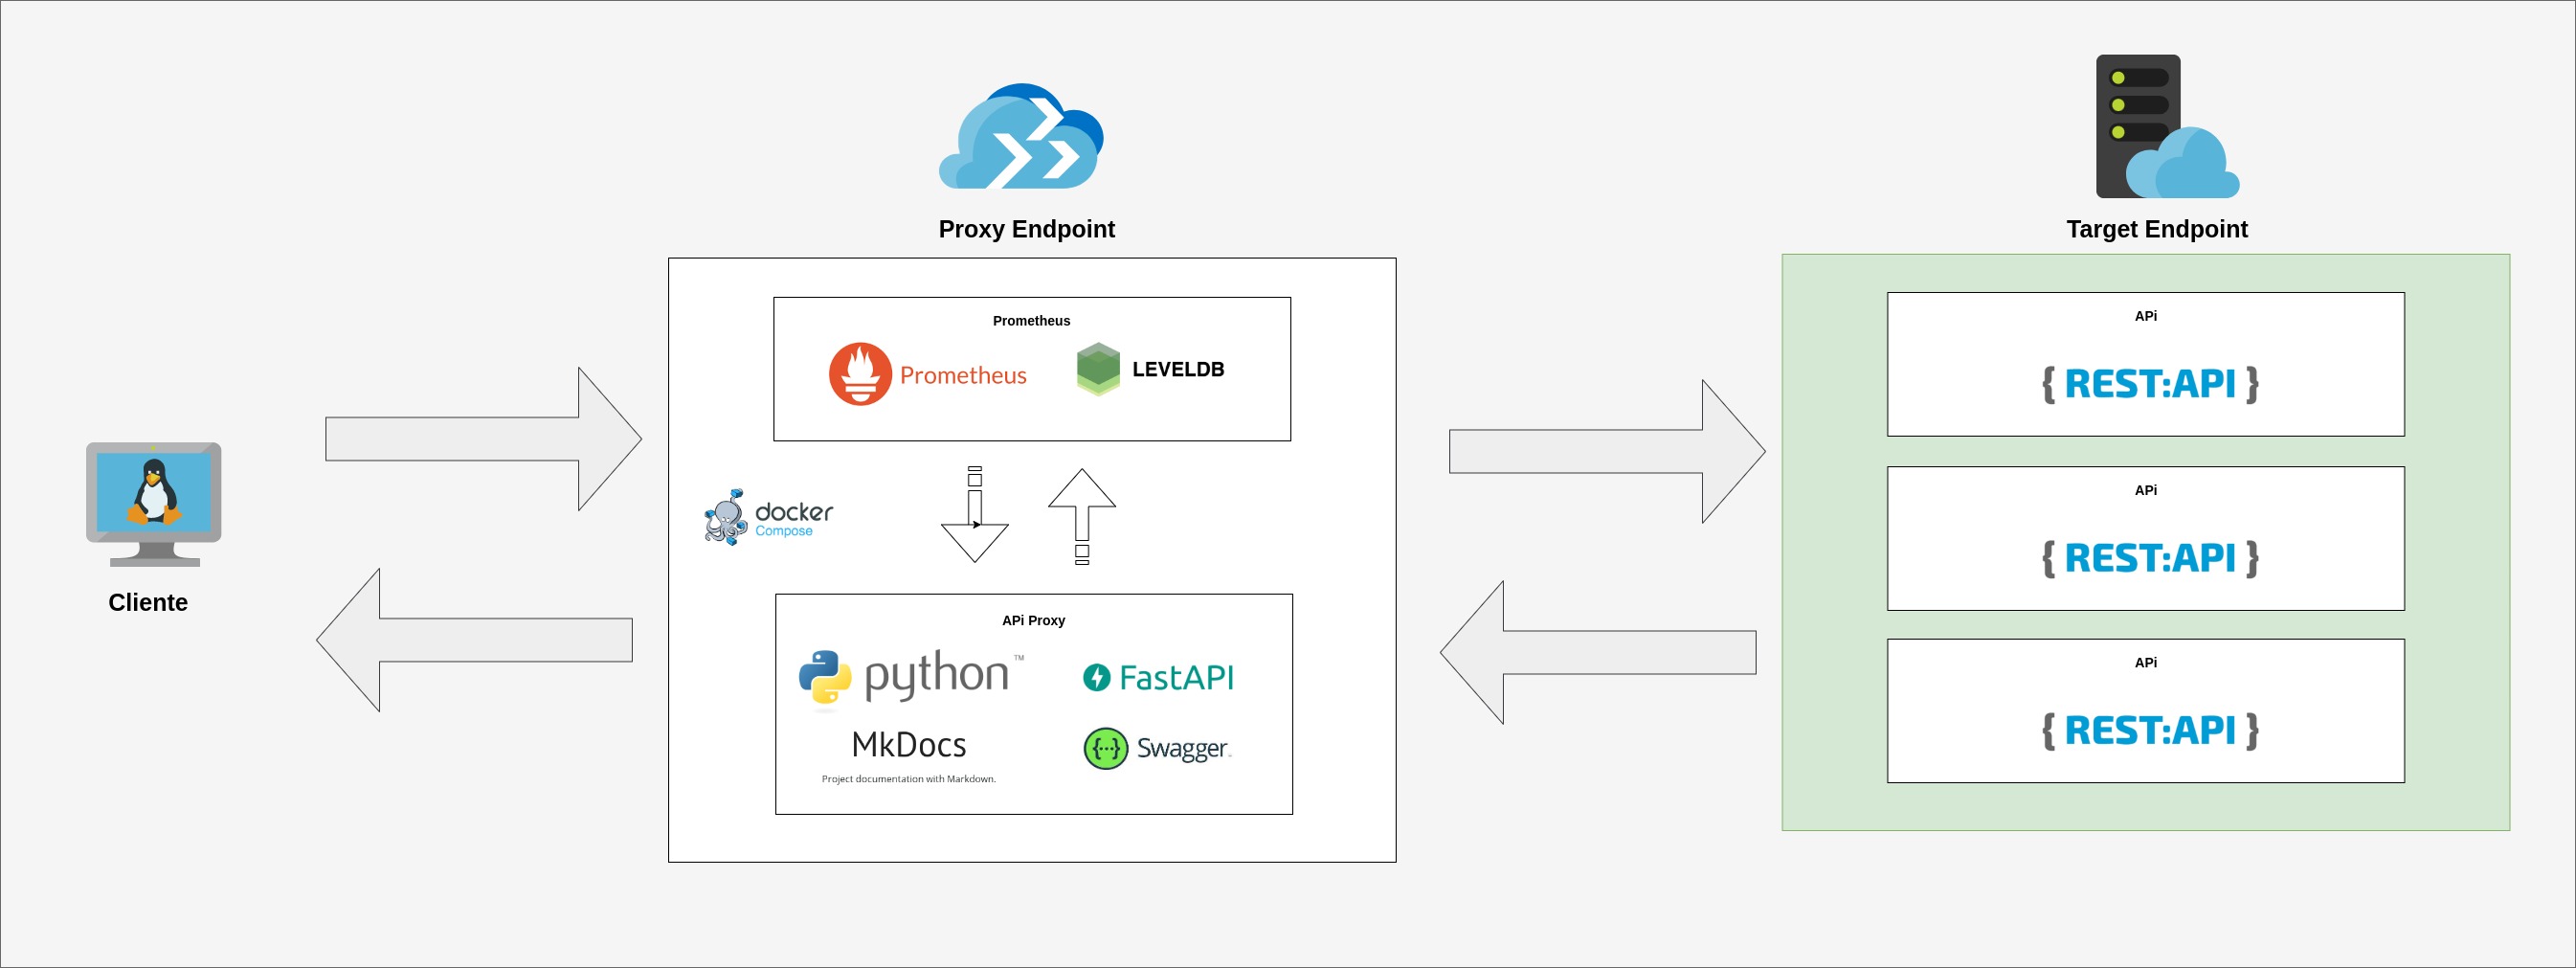 Proxy Endpoint
Target Endpoint
Prometheus
Prometheus
LEVELDB
docker
Compose
APi Proxy
python™
FastAPI
MkDocs
Project documentation with Markdown.
{···}
Swagger
Cliente
APi
{ REST:API }
APi
{ REST:API }
APi
{ REST:API }